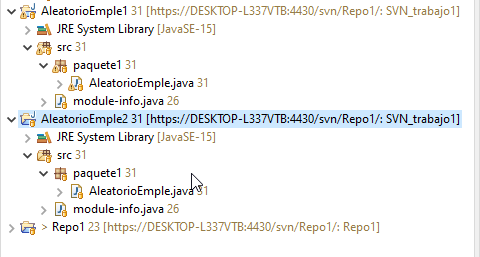 AleatorioEmple1 31 [https://DESKTOP-L337VTB:4430/svn/Repo1/: SVN_trabajo1]
JRE System Library [JavaSE-15]
src 31
paquete1 31
AleatorioEmple.java 31
module-info.java 26
AleatorioEmple2 31 [https://DESKTOP-L337VTB:4430/svn/Repo1/: SVN_trabajo1]
JRE System Library [JavaSE-15]
src 31
paquete1 31
AleatorioEmple.java 31
module-info.java 26
> Repo1 23 [https://DESKTOP-L337VTB:4430/svn/Repo1/: Repo1]